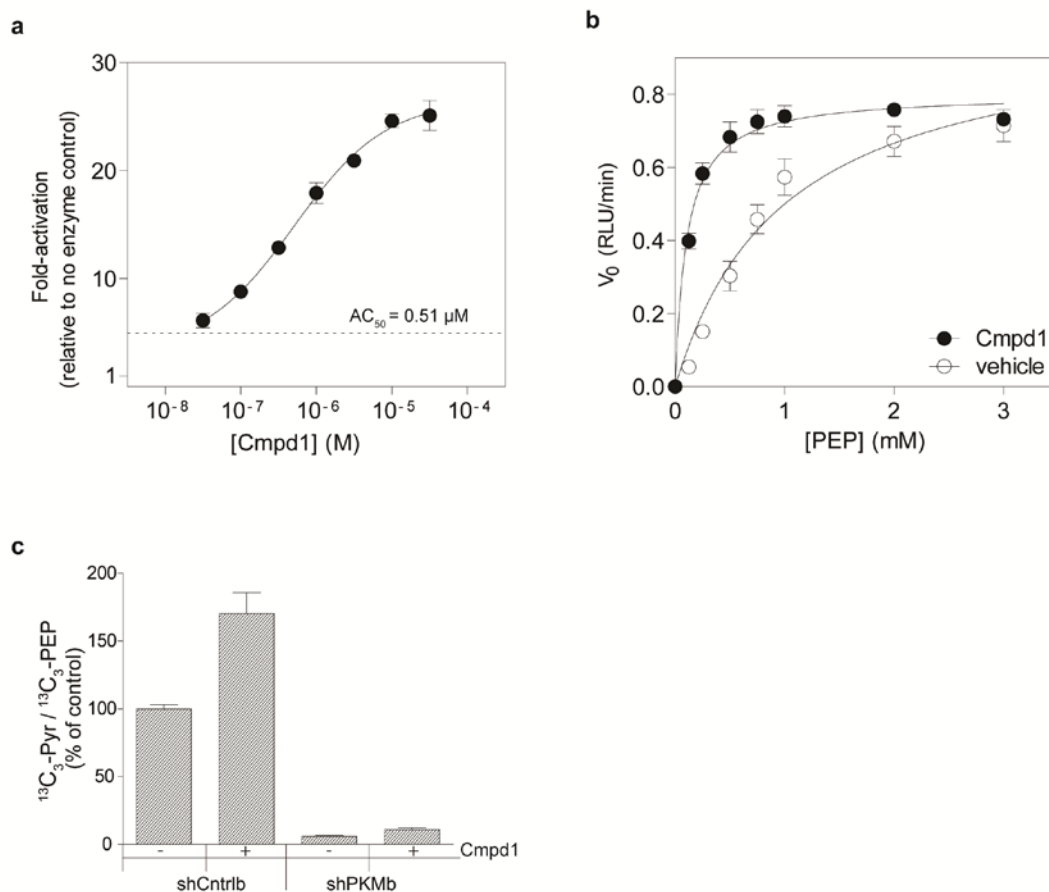 a
30
20
10
1
Fold-activation
(relative to no enzyme control)
AC₅₀ = 0.51 µM
10⁻⁸ 10⁻⁷ 10⁻⁶ 10⁻⁵ 10⁻⁴
[Cmpd1] (M)
b
0.8
0.6
0.4
0.2
0.0
V₀ (RLU/min)
Cmpd1
vehicle
0 1 2 3
[PEP] (mM)
c
200
150
100
50
0
¹³C₃-Pyr / ¹³C₃-PEP
(% of control)
- + - + Cmpd1
shCntrlb shPKMb